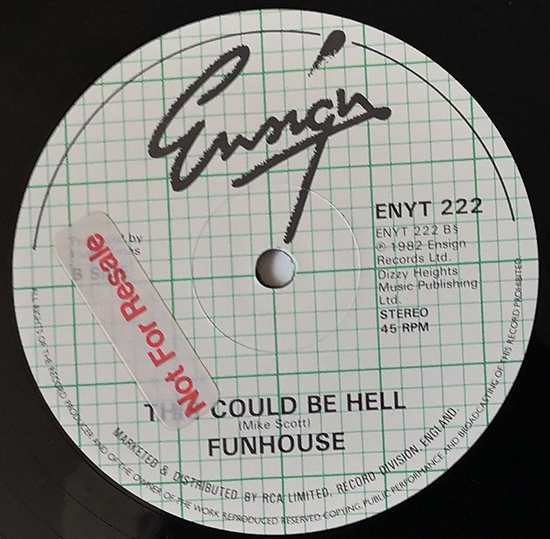 Ensign
ENYT 222
ENYT 222 B§
℗ 1982 Ensign
Records Ltd.
Dizzy Heights
Music Publishing
Ltd.
STEREO
45 RPM
by
Not For Resale
COULD BE HELL
(Mike Scott)
FUNHOUSE
MARKETED & DISTRIBUTED BY RCA LIMITED, RECORD DIVISION, ENGLAND.
ALL RIGHTS OF THE RECORD PRODUCER AND OF THE OWNER OF THE WORK REPRODUCED RESERVED COPYING, PUBLIC PERFORMANCE AND BROADCASTING OF THIS RECORD PROHIBITED